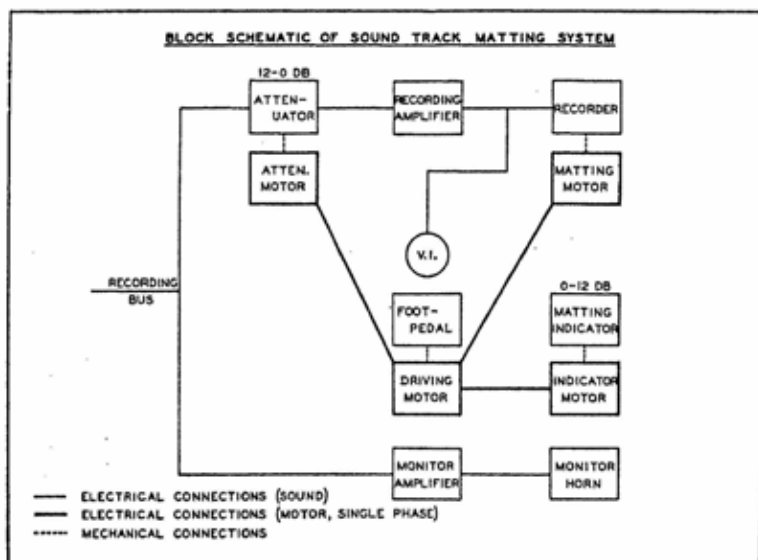 BLOCK SCHEMATIC OF SOUND TRACK MATTING SYSTEM
12-0 DB
ATTEN-
UATOR
RECORDING
AMPLIFIER
RECORDER
ATTEN.
MOTOR
MATTING
MOTOR
V.I.
RECORDING
BUS
FOOT-
PEDAL
0-12 DB
MATTING
INDICATOR
DRIVING
MOTOR
INDICATOR
MOTOR
MONITOR
AMPLIFIER
MONITOR
HORN
ELECTRICAL CONNECTIONS (SOUND)
ELECTRICAL CONNECTIONS (MOTOR, SINGLE PHASE)
MECHANICAL CONNECTIONS